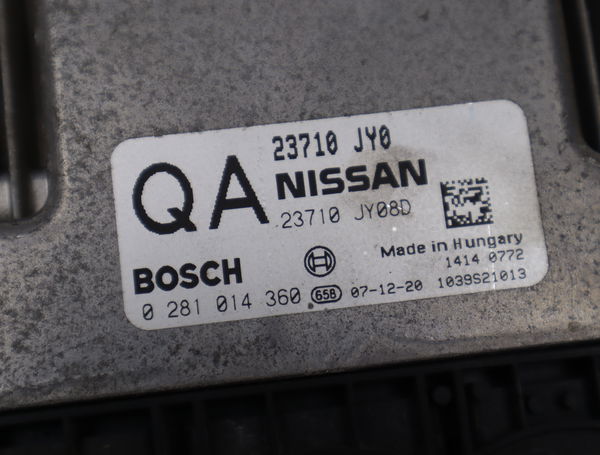 23710 JY0
QA NISSAN
23710 JY08D
Made in Hungary
1414 0772
BOSCH
0 281 014 360 65B 07-12-20 1039S21013